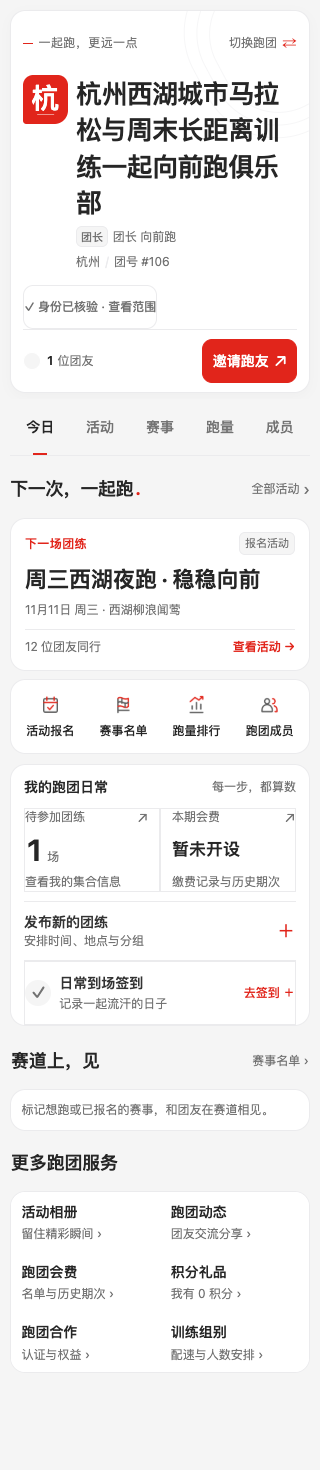 — 一起跑，更远一点
切换跑团
杭
杭州西湖城市马拉
松与周末长距离训
练一起向前跑俱乐
部
团长 团长 向前跑
杭州 / 团号 #106
✓ 身份已核验 · 查看范围
1 位团友
邀请跑友 ↗
今日 活动 赛事 跑量 成员
下一次，一起跑.
全部活动 ›
下一场团练
报名活动
周三西湖夜跑 · 稳稳向前
11月11日 周三 · 西湖柳浪闻莺
12 位团友同行
查看活动 →
活动报名 赛事名单 跑量排行 跑团成员
我的跑团日常
每一步，都算数
待参加团练 ↗
1 场
查看我的集合信息
本期会费 ↗
暂未开设
缴费记录与历史期次
发布新的团练
安排时间、地点与分组
+
日常到场签到
记录一起流汗的日子
去签到 +
赛道上，见
赛事名单 ›
标记想跑或已报名的赛事，和团友在赛道相见。
更多跑团服务
活动相册
留住精彩瞬间 ›
跑团动态
团友交流分享 ›
跑团会费
名单与历史期次 ›
积分礼品
我有 0 积分 ›
跑团合作
认证与权益 ›
训练组别
配速与人数安排 ›